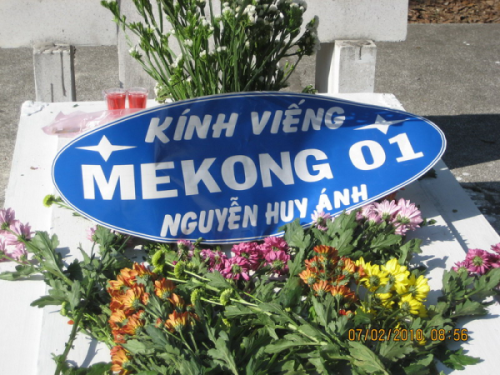 KÍNH VIẾNG
MEKONG 01
NGUYỄN HUY ÁNH
07/02/2010 08:56